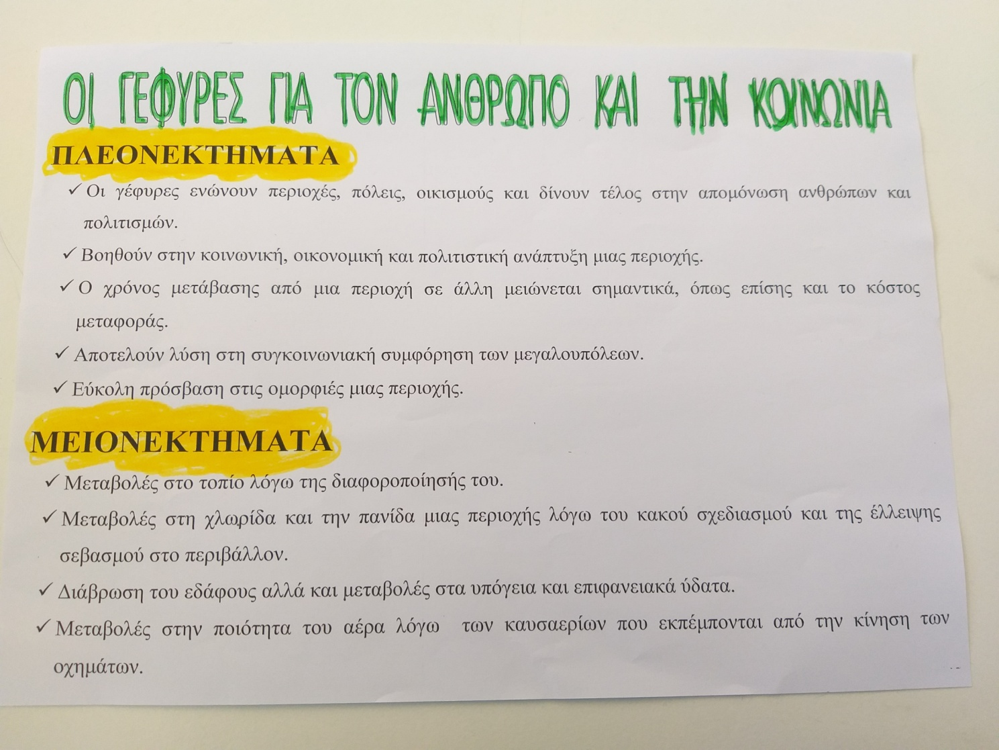 ΟΙ ΓΕΦΥΡΕΣ ΓΙΑ ΤΟΝ ΑΝΘΡΩΠΟ ΚΑΙ ΤΗΝ ΚΟΙΝΩΝΙΑ
ΠΛΕΟΝΕΚΤΗΜΑΤΑ
✓ Οι γέφυρες ενώνουν περιοχές, πόλεις, οικισμούς και δίνουν τέλος στην απομόνωση ανθρώπων και
πολιτισμών.
✓ Βοηθούν στην κοινωνική, οικονομική και πολιτιστική ανάπτυξη μιας περιοχής.
✓ Ο χρόνος μετάβασης από μια περιοχή σε άλλη μειώνεται σημαντικά, όπως επίσης και το κόστος
μεταφοράς.
✓ Αποτελούν λύση στη συγκοινωνιακή συμφόρηση των μεγαλουπόλεων.
✓ Εύκολη πρόσβαση στις ομορφιές μιας περιοχής.
ΜΕΙΟΝΕΚΤΗΜΑΤΑ
✓ Μεταβολές στο τοπίο λόγω της διαφοροποίησής του.
✓ Μεταβολές στη χλωρίδα και την πανίδα μιας περιοχής λόγω του κακού σχεδιασμού και της έλλειψης
σεβασμού στο περιβάλλον.
✓ Διάβρωση του εδάφους αλλά και μεταβολές στα υπόγεια και επιφανειακά ύδατα.
✓ Μεταβολές στην ποιότητα του αέρα λόγω των καυσαερίων που εκπέμπονται από την κίνηση των
οχημάτων.